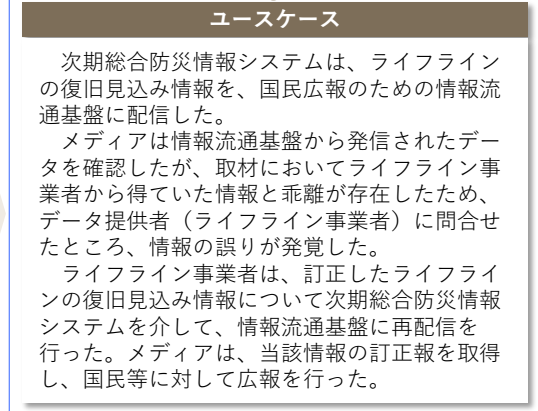 ユースケース
次期総合防災情報システムは、ライフライン
の復旧見込み情報を、国民広報のための情報流
通基盤に配信した。
メディアは情報流通基盤から発信されたデー
タを確認したが、取材においてライフライン事
業者から得ていた情報と乖離が存在したため、
データ提供者（ライフライン事業者）に問合せ
たところ、情報の誤りが発覚した。
ライフライン事業者は、訂正したライフライ
ンの復旧見込み情報について次期総合防災情報
システムを介して、情報流通基盤に再配信を
行った。メディアは、当該情報の訂正報を取得
し、国民等に対して広報を行った。